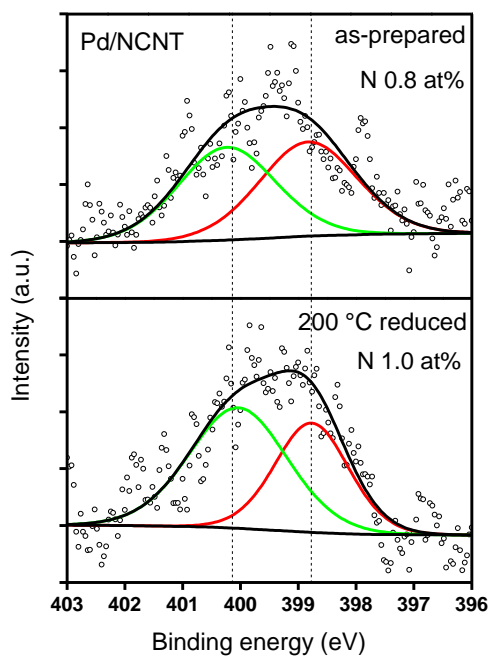 Pd/NCNT
as-prepared
N 0.8 at%
200 °C reduced
N 1.0 at%
Intensity (a.u.)
403 402 401 400 399 398 397 396
Binding energy (eV)